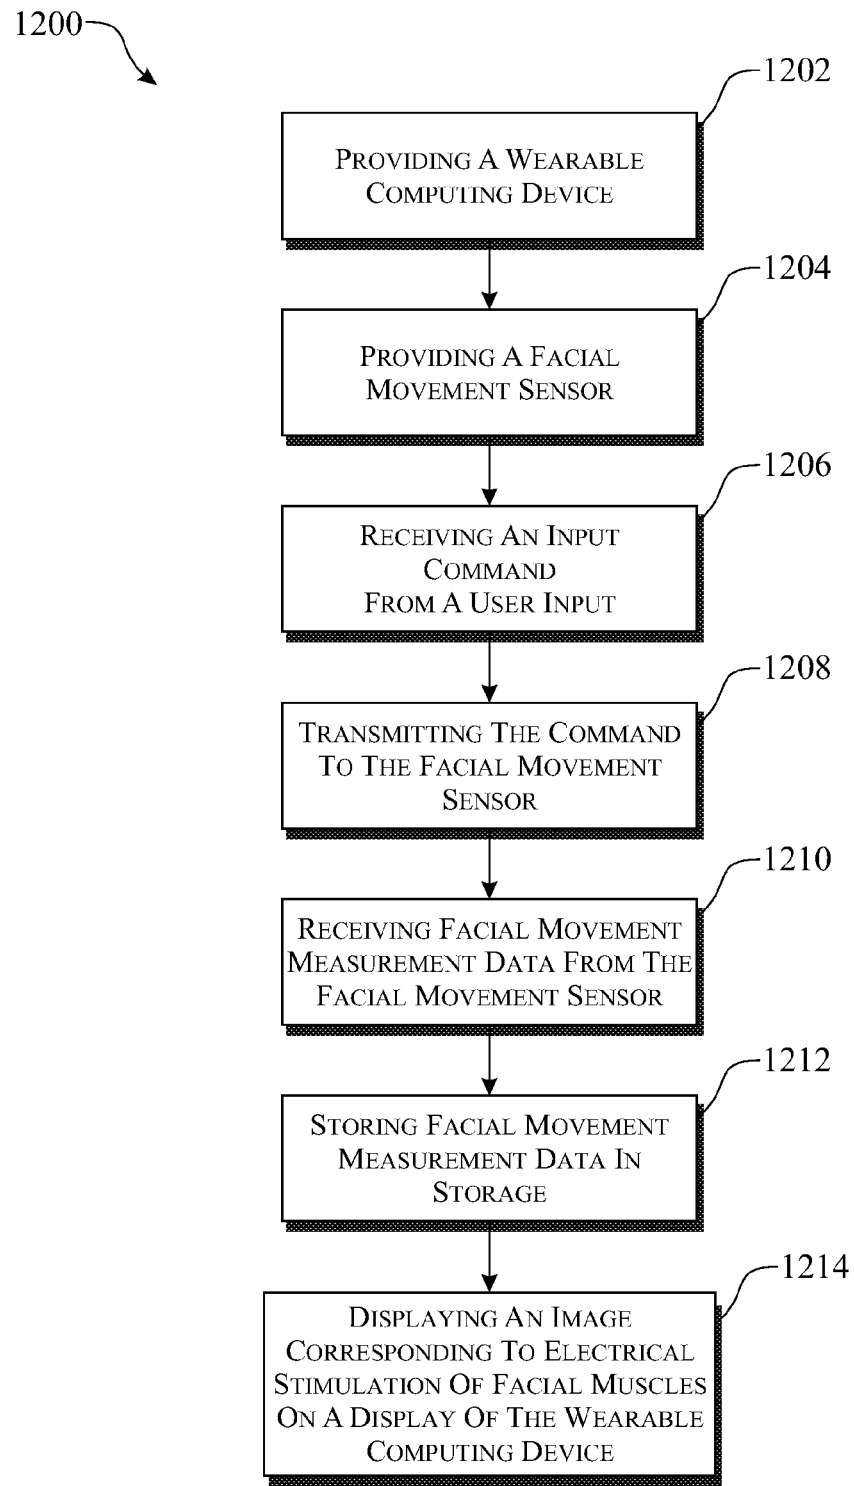 1200
1202
PROVIDING A WEARABLE
COMPUTING DEVICE
1204
PROVIDING A FACIAL
MOVEMENT SENSOR
1206
RECEIVING AN INPUT
COMMAND
FROM A USER INPUT
1208
TRANSMITTING THE COMMAND
TO THE FACIAL MOVEMENT
SENSOR
1210
RECEIVING FACIAL MOVEMENT
MEASUREMENT DATA FROM THE
FACIAL MOVEMENT SENSOR
1212
STORING FACIAL MOVEMENT
MEASUREMENT DATA IN
STORAGE
1214
DISPLAYING AN IMAGE
CORRESPONDING TO ELECTRICAL
STIMULATION OF FACIAL MUSCLES
ON A DISPLAY OF THE WEARABLE
COMPUTING DEVICE